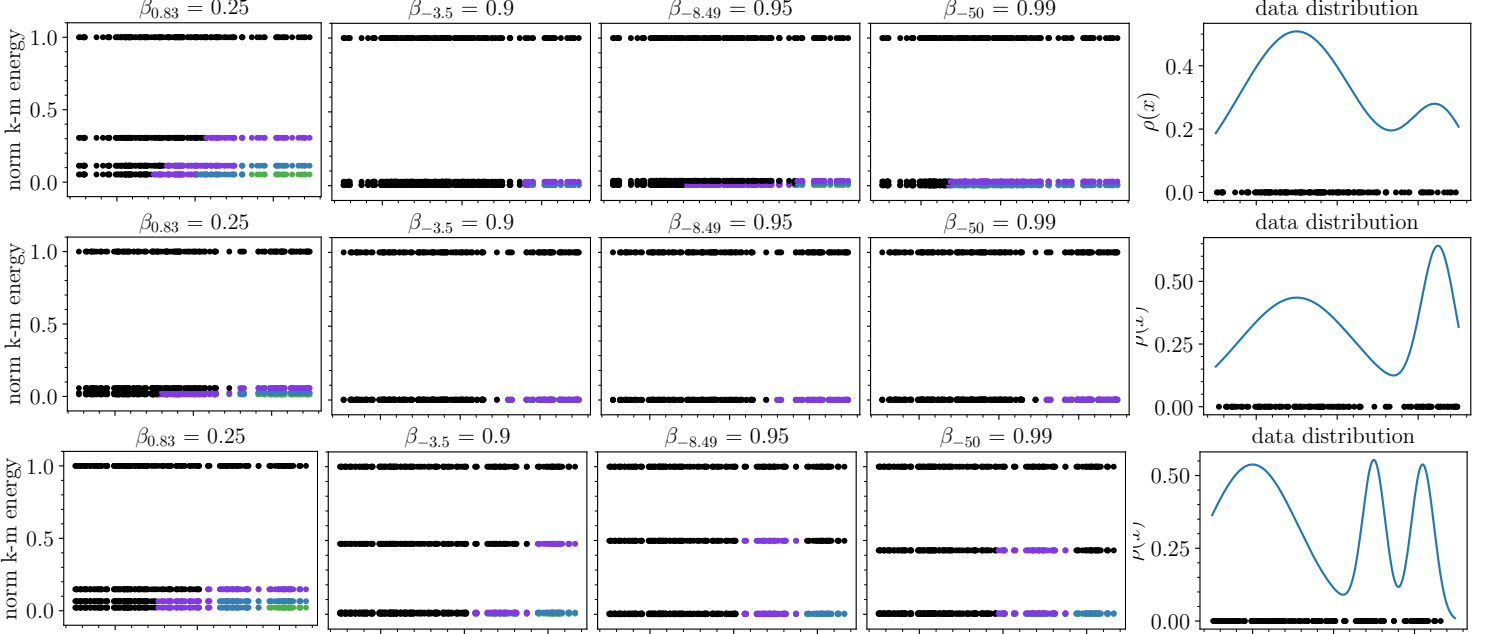 β0.83 = 0.25 β−3.5 = 0.9 β−8.49 = 0.95 β−50 = 0.99 data distribution
norm k-m energy
1.0
0.5
0.0
ρ(x)
0.4
0.2
0.0
β0.83 = 0.25 β−3.5 = 0.9 β−8.49 = 0.95 β−50 = 0.99 data distribution
norm k-m energy
1.0
0.5
0.0
ρ(x)
0.50
0.25
0.00
β0.83 = 0.25 β−3.5 = 0.9 β−8.49 = 0.95 β−50 = 0.99 data distribution
norm k-m energy
1.0
0.5
0.0
ρ(x)
0.50
0.25
0.00